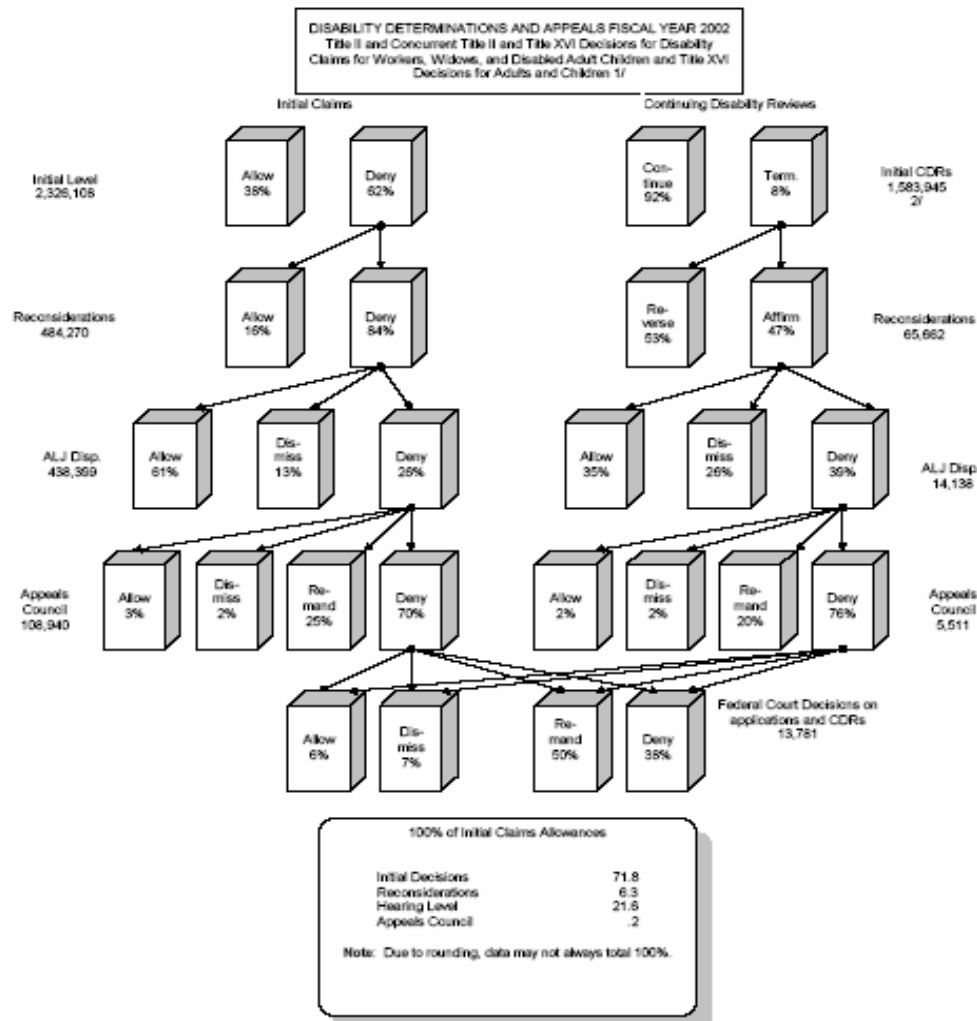 DISABILITY DETERMINATIONS AND APPEALS FISCAL YEAR 2002
Title II and Concurrent Title II and Title XVI Decisions for Disability
Claims for Workers, Widows, and Disabled Adult Children and Title XVI
Decisions for Adults and Children 1/
Initial Claims
Continuing Disability Reviews
Initial Level
2,326,108
Allow
38%
Deny
62%
Con-
tinue
92%
Term.
8%
Initial CDRs
1,583,945
2/
Reconsiderations
484,270
Allow
16%
Deny
84%
Re-
verse
53%
Affirm
47%
Reconsiderations
65,662
ALJ Disp.
438,399
Allow
61%
Dis-
miss
13%
Deny
26%
Allow
35%
Dis-
miss
26%
Deny
39%
ALJ Disp.
14,138
Appeals
Council
108,940
Allow
3%
Dis-
miss
2%
Re-
mand
25%
Deny
70%
Allow
2%
Dis-
miss
2%
Re-
mand
20%
Deny
76%
Appeals
Council
5,511
Allow
6%
Dis-
miss
7%
Re-
mand
50%
Deny
38%
Federal Court Decisions on
applications and CDRs
13,781
100% of Initial Claims Allowances
Initial Decisions 71.8
Reconsiderations 6.3
Hearing Level 21.6
Appeals Council .2
Note: Due to rounding, data may not always total 100%.